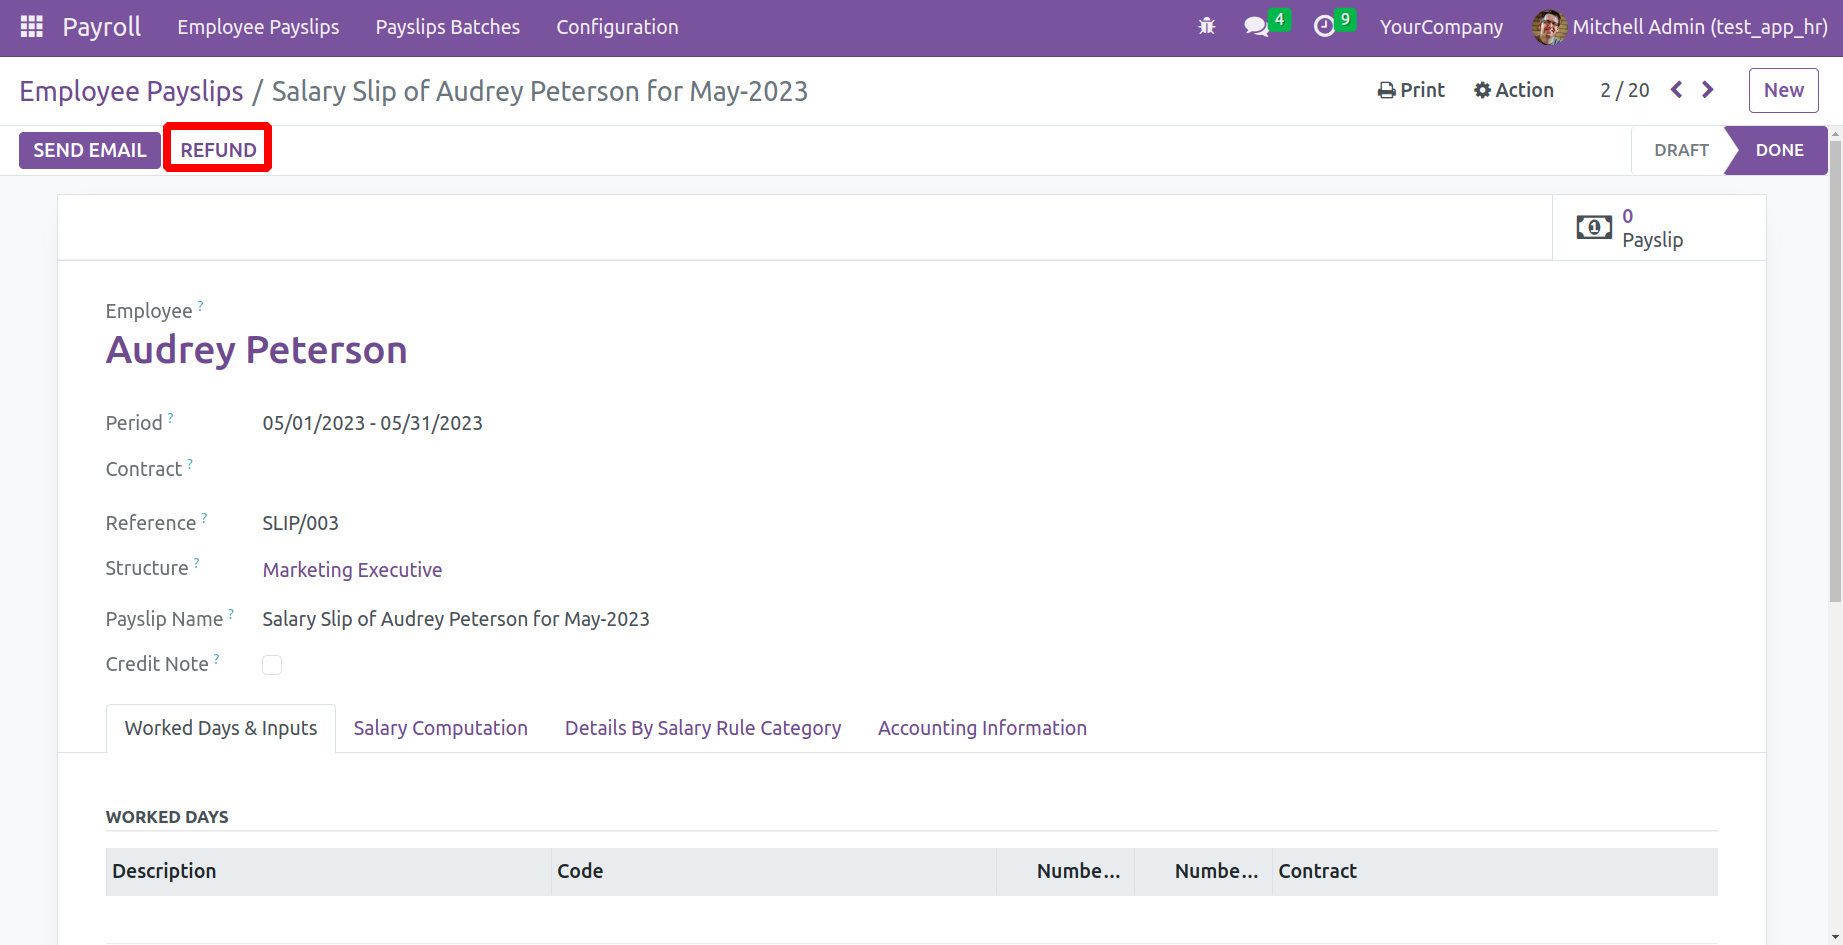 Payroll Employee Payslips Payslips Batches Configuration 4 9 YourCompany Mitchell Admin (test_app_hr)
Employee Payslips / Salary Slip of Audrey Peterson for May-2023 Print Action 2 / 20 New
SEND EMAIL REFUND DRAFT DONE
1 0
Payslip
Employee ?
Audrey Peterson
Period ? 05/01/2023 - 05/31/2023
Contract ?
Reference ? SLIP/003
Structure ? Marketing Executive
Payslip Name ? Salary Slip of Audrey Peterson for May-2023
Credit Note ?
Worked Days & Inputs Salary Computation Details By Salary Rule Category Accounting Information
WORKED DAYS
Description Code Numbe... Numbe... Contract